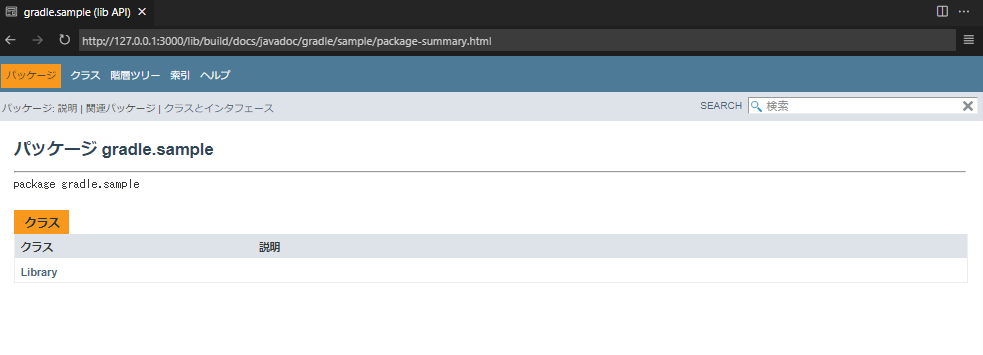 gradle.sample (lib API)
http://127.0.0.1:3000/lib/build/docs/javadoc/gradle/sample/package-summary.html
パッケージ クラス 階層ツリー 索引 ヘルプ
パッケージ: 説明 | 関連パッケージ | クラスとインタフェース SEARCH 検索
パッケージ gradle.sample
package gradle.sample
クラス
クラス 説明
Library